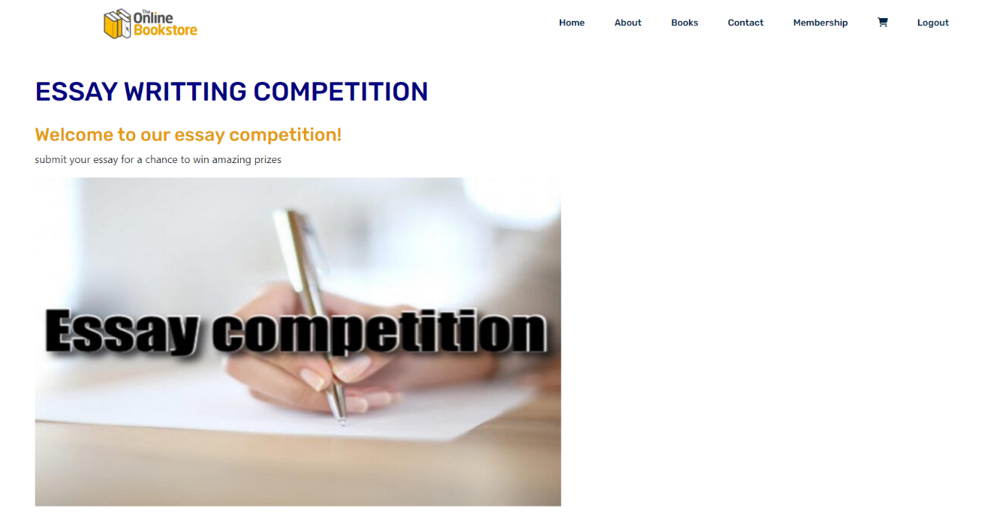 The
Online
Bookstore
Home About Books Contact Membership Logout
ESSAY WRITTING COMPETITION
Welcome to our essay competition!
submit your essay for a chance to win amazing prizes
Essay competition